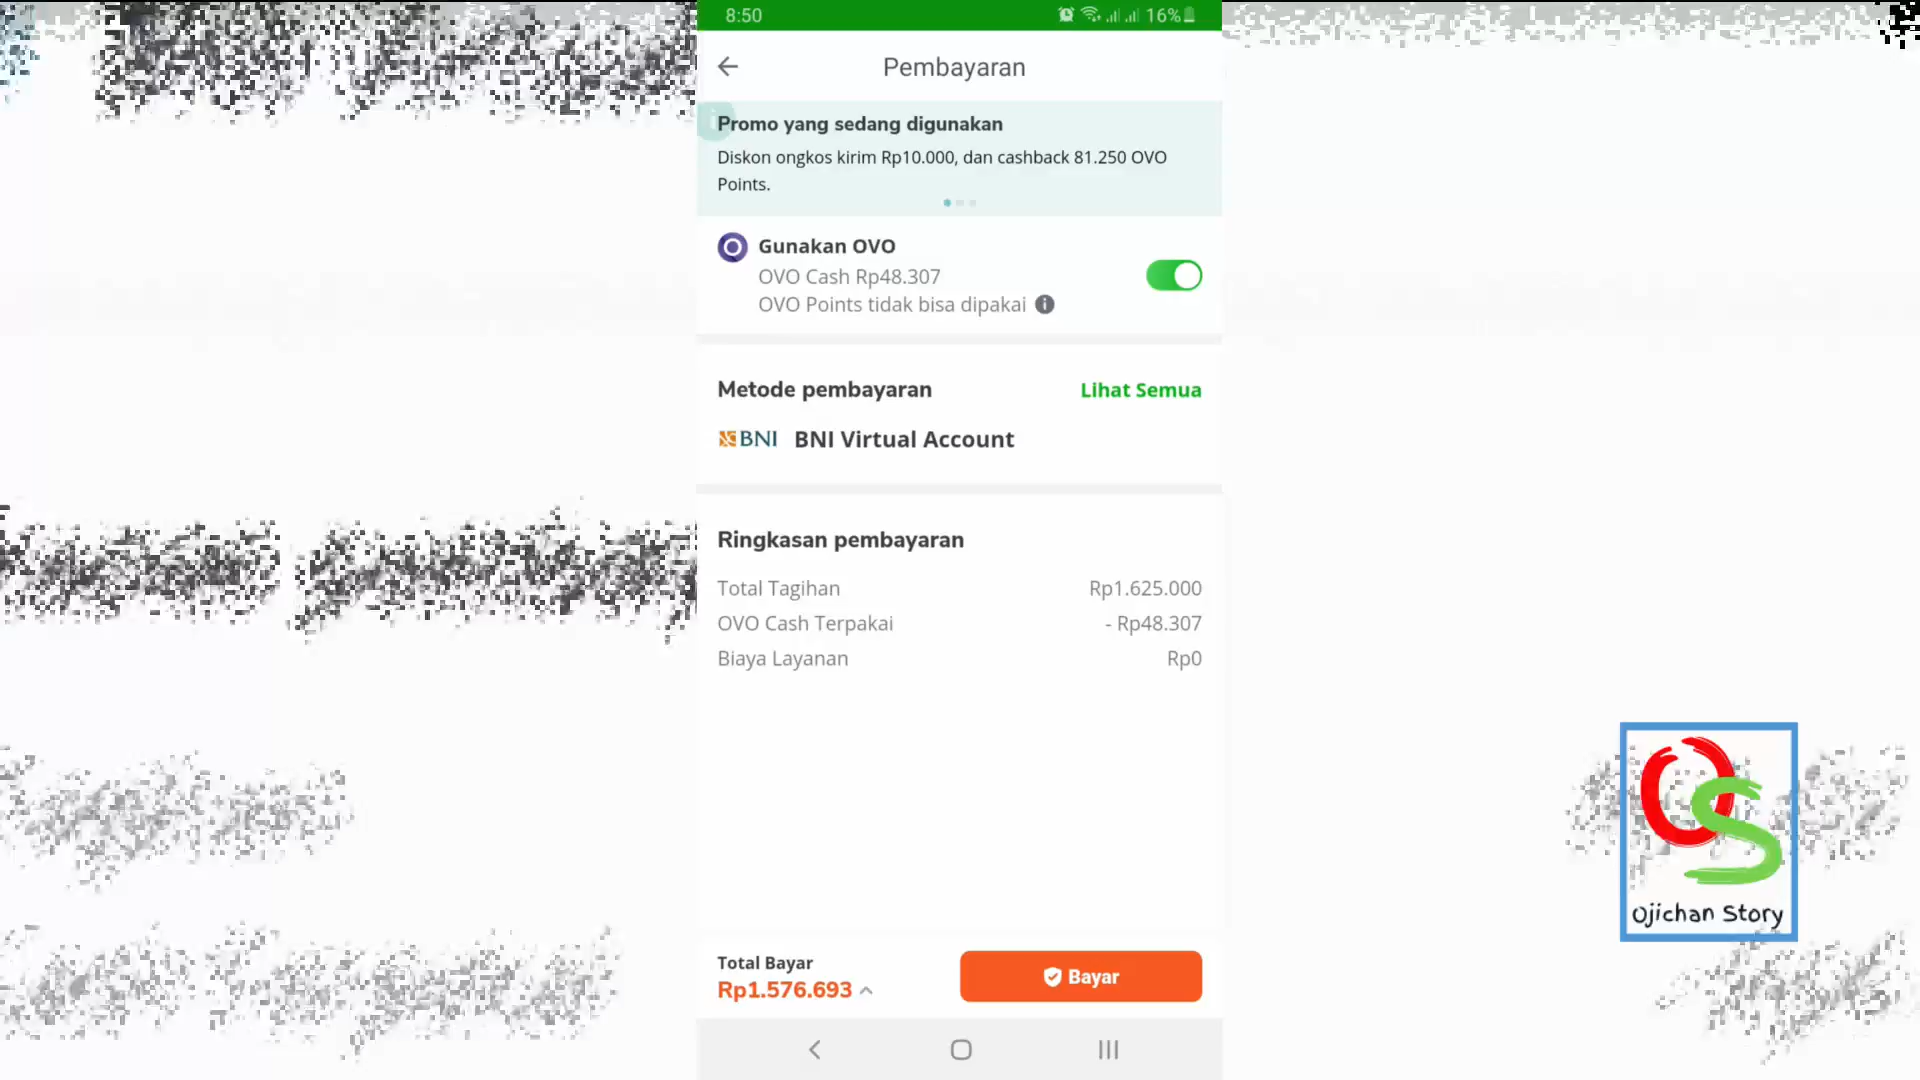 8:50
16%
Pembayaran
Promo yang sedang digunakan
Diskon ongkos kirim Rp10.000, dan cashback 81.250 OVO
Points.
Gunakan OVO
OVO Cash Rp48.307
OVO Points tidak bisa dipakai
Metode pembayaran
Lihat Semua
BNI BNI Virtual Account
Ringkasan pembayaran
Total Tagihan Rp1.625.000
OVO Cash Terpakai - Rp48.307
Biaya Layanan Rp0
OS
Ojichan Story
Total Bayar
Rp1.576.693
Bayar